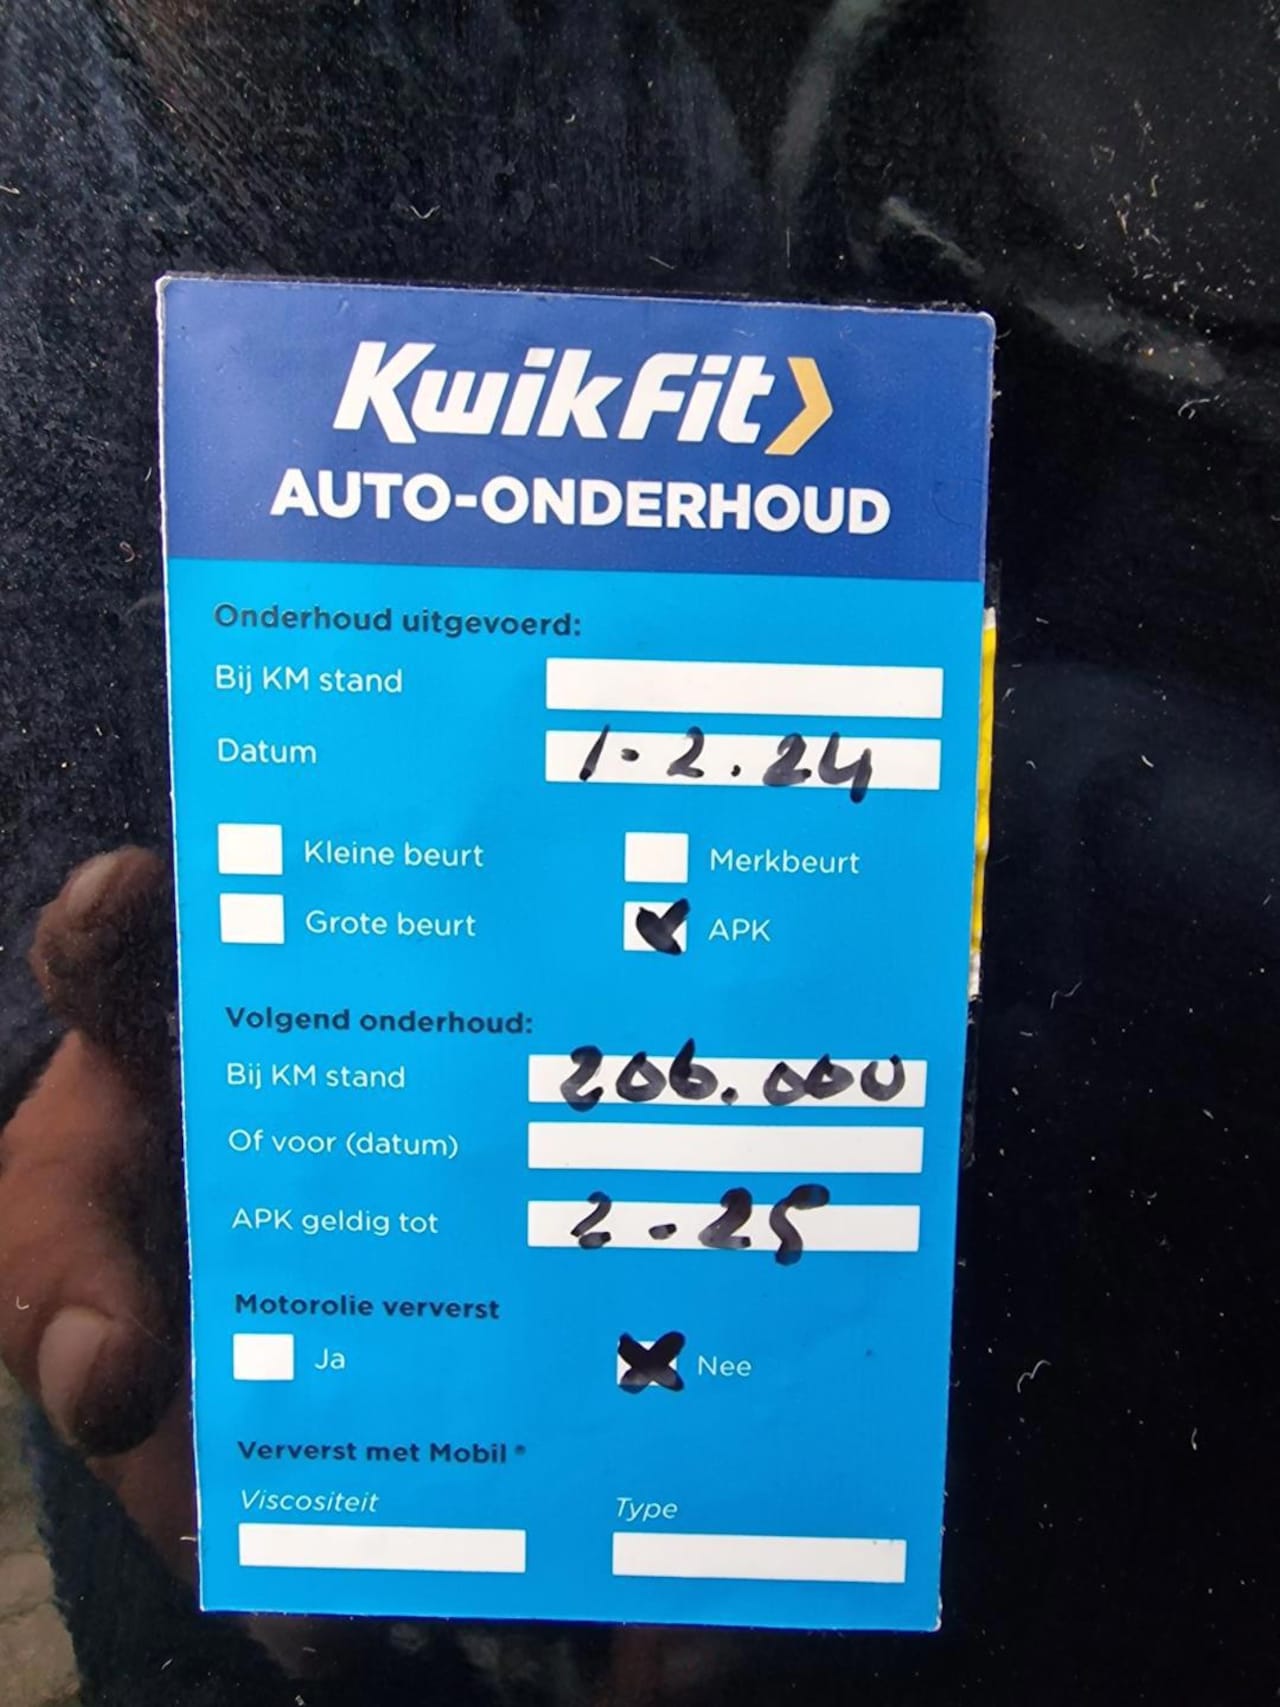 KwikFit
AUTO-ONDERHOUD
Onderhoud uitgevoerd:
Bij KM stand
Datum 1-2.24
Kleine beurt Merkbeurt
Grote beurt APK
Volgend onderhoud:
Bij KM stand 206.000
Of voor (datum)
APK geldig tot 2-25
Motorolie ververst
Ja Nee
Ververst met Mobil®
Viscositeit Type